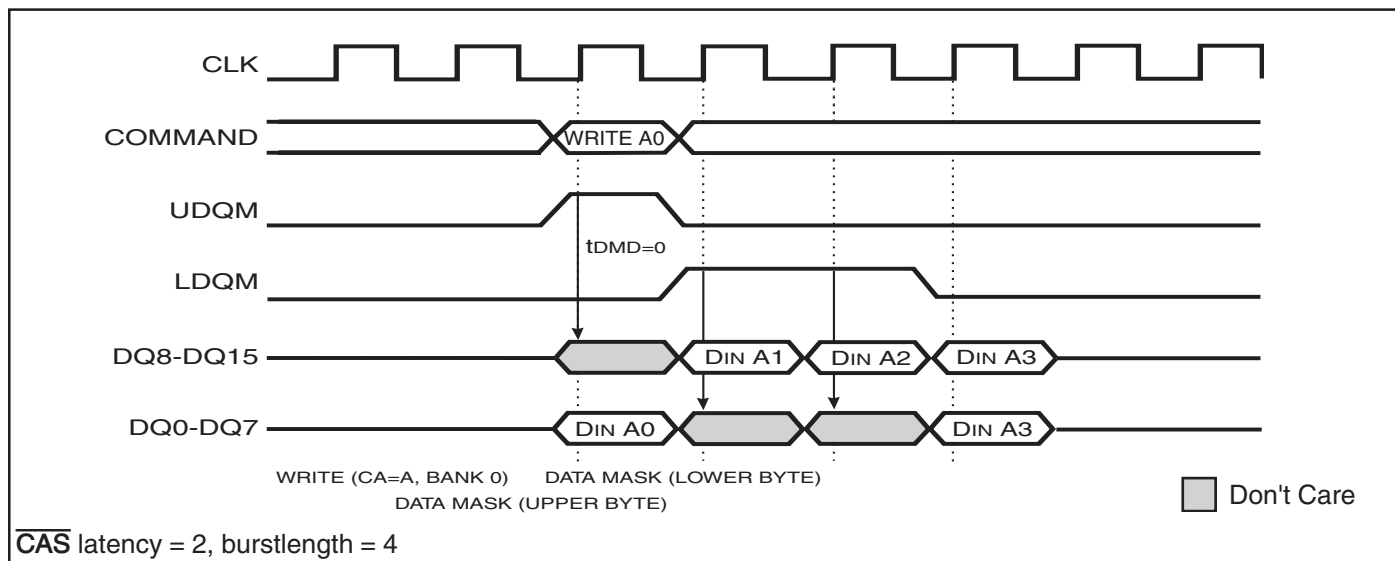 CLK
COMMAND
WRITE A0
UDQM
tDMD=0
LDQM
DQ8-DQ15
DIN A1
DIN A2
DIN A3
DQ0-DQ7
DIN A0
DIN A3
WRITE (CA=A, BANK 0)
DATA MASK (LOWER BYTE)
DATA MASK (UPPER BYTE)
Don't Care
CAS latency = 2, burstlength = 4